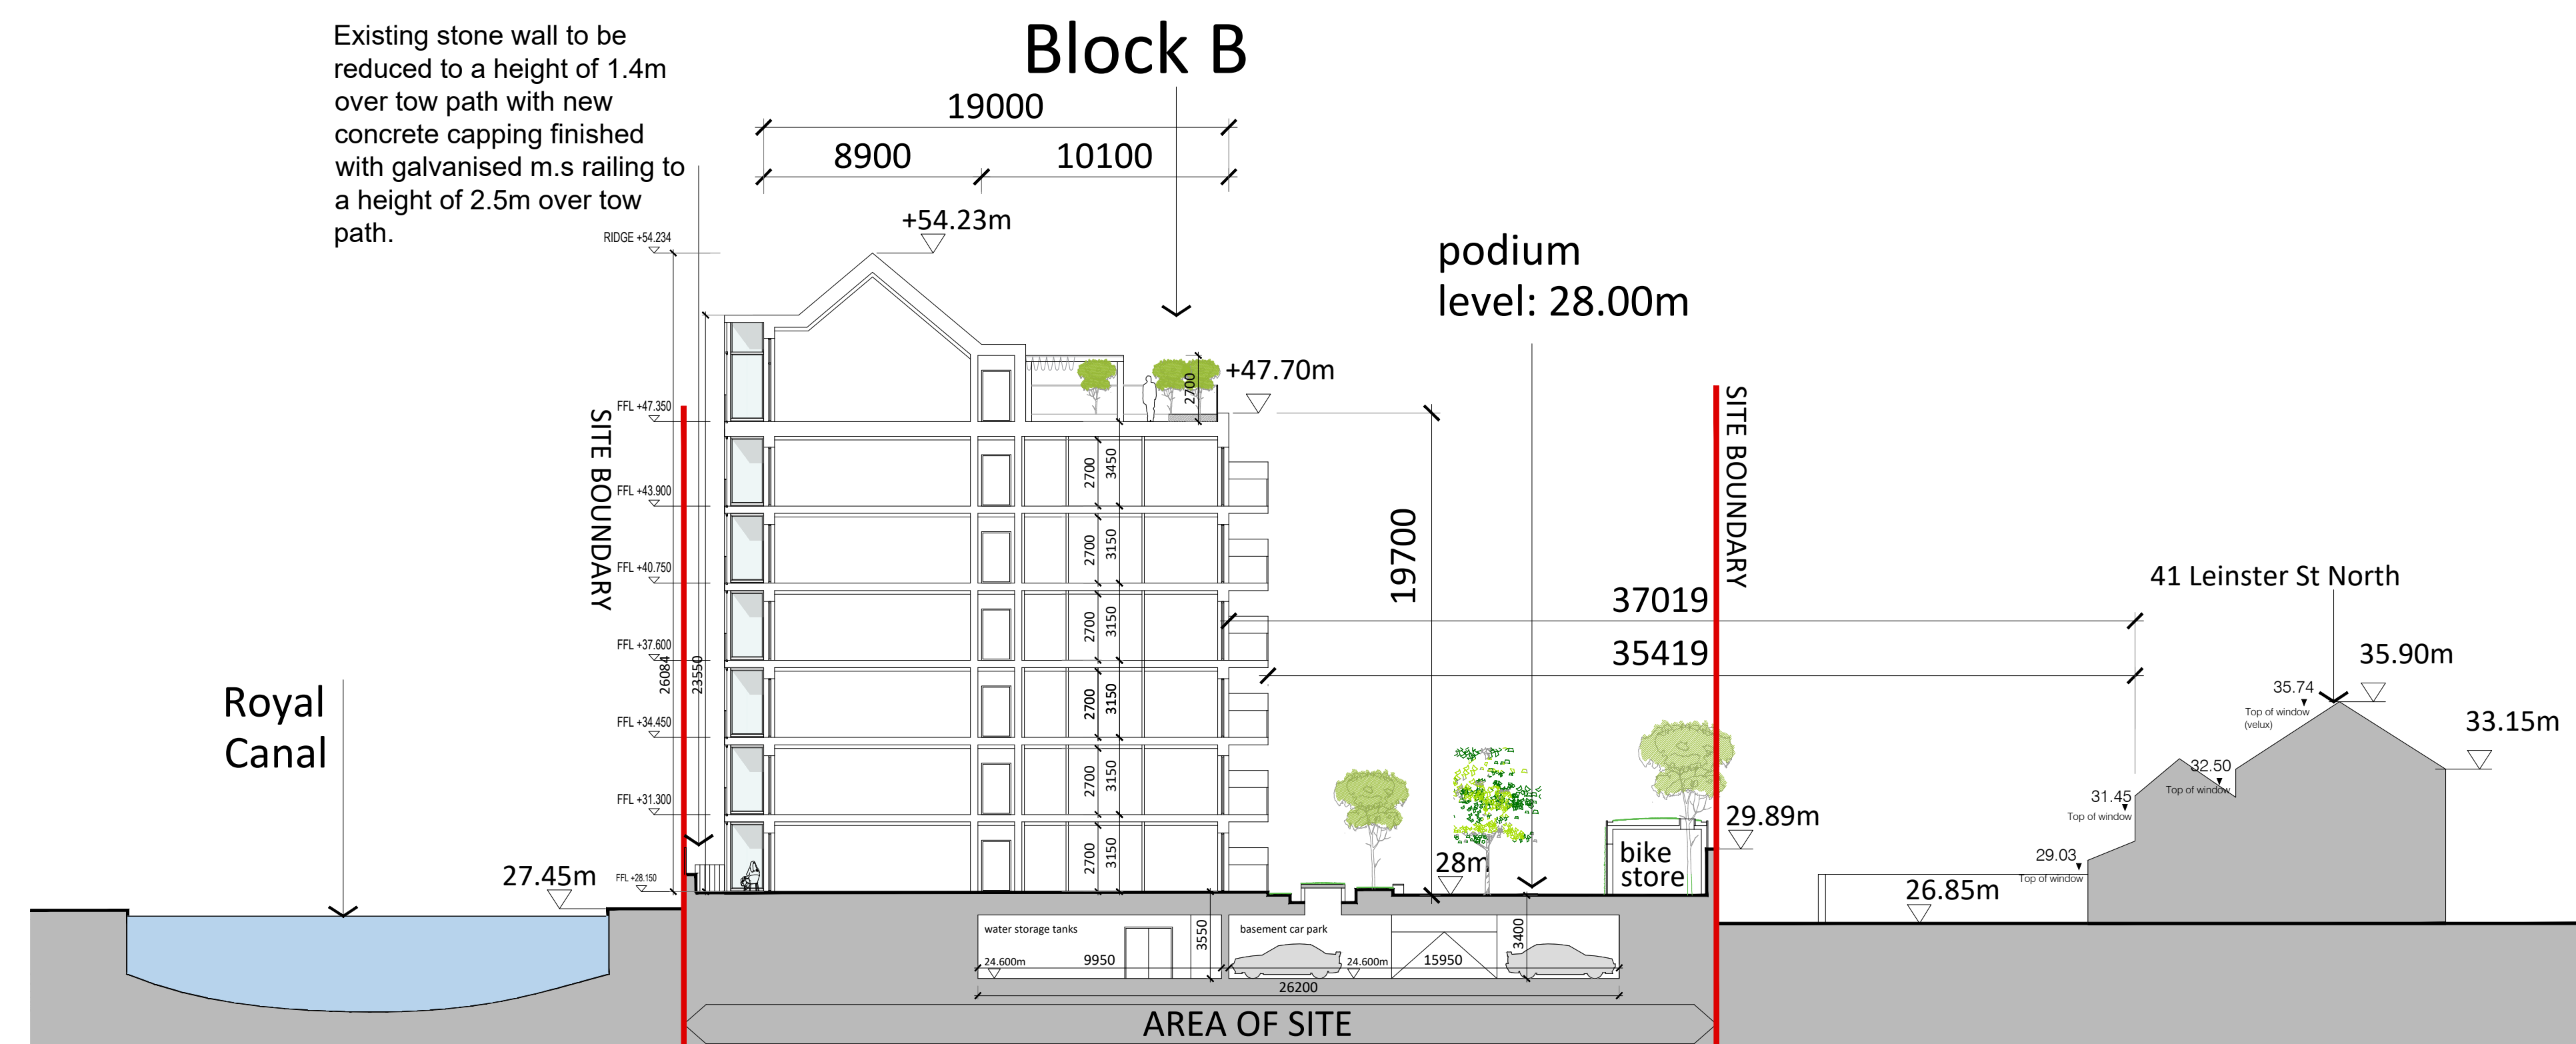 Existing stone wall to be
reduced to a height of 1.4m
over tow path with new
concrete capping finished
with galvanised m.s railing to
a height of 2.5m over tow
path.
Block B
19000
8900
10100
+54.23m
RIDGE +54.234
podium
level: 28.00m
2700
+47.70m
FFL +47.350
SITE BOUNDARY
SITE BOUNDARY
FFL +43.900
2700
3450
19700
FFL +40.750
2700
3150
41 Leinster St North
37019
FFL +37.600
2700
3150
26084
23550
35419
35.90m
Royal
Canal
FFL +34.450
2700
3150
35.74
Top of window
(velux)
33.15m
FFL +31.300
2700
3150
32.50
Top of window
31.45
Top of window
29.89m
27.45m
FFL +28.150
2700
3150
28m
bike
store
29.03
Top of window
26.85m
water storage tanks
3550
basement car park
3400
24.600m
9950
24.600m
15950
26200
AREA OF SITE